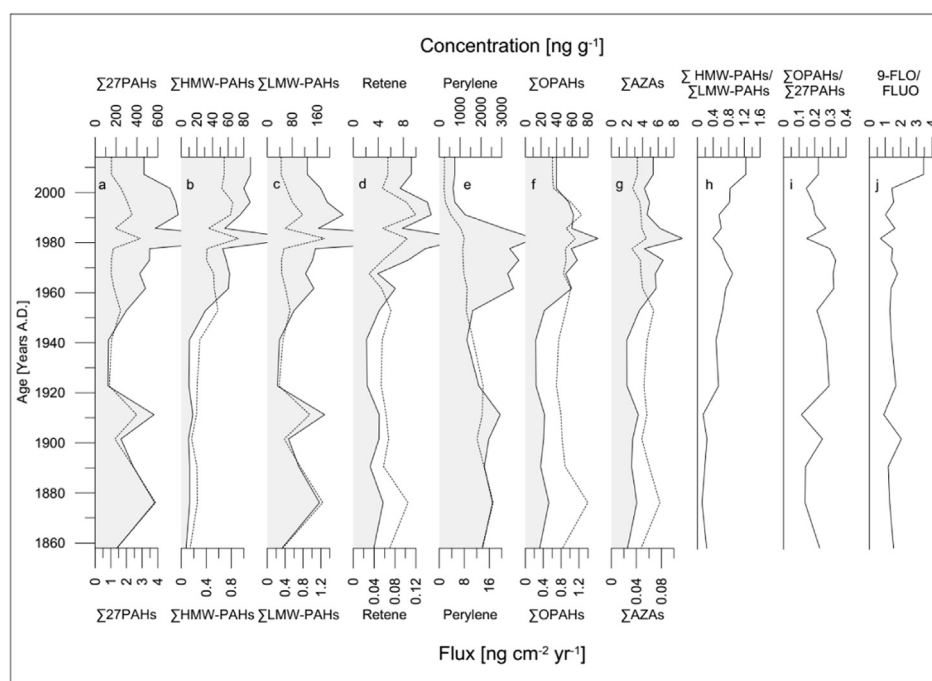 Concentration [ng g⁻¹]
∑27PAHs ∑HMW-PAHs ∑LMW-PAHs Retene Perylene ∑OPAHs ∑AZAs ∑ HMW-PAHs/ ∑OPAHs/ 9-FLO/
∑LMW-PAHs ∑27PAHs FLUO
0 200 400 600 0 20 40 60 80 0 80 160 0 4 8 0 1000 2000 3000 0 20 40 60 80 0 2 4 6 8 0 0.4 0.8 1.2 1.6 0 0.1 0.2 0.3 0.4 0 1 2 3 4
a b c d e f g h i j
2000
1980
1960
1940
1920
1900
1880
1860
Age [Years A.D.]
0 1 2 3 4 0 0.4 0.8 0 0.4 0.8 1.2 0 0.04 0.08 0.12 0 8 16 0 0.4 0.8 1.2 0 0.04 0.08
∑27PAHs ∑HMW-PAHs ∑LMW-PAHs Retene Perylene ∑OPAHs ∑AZAs
Flux [ng cm⁻² yr⁻¹]